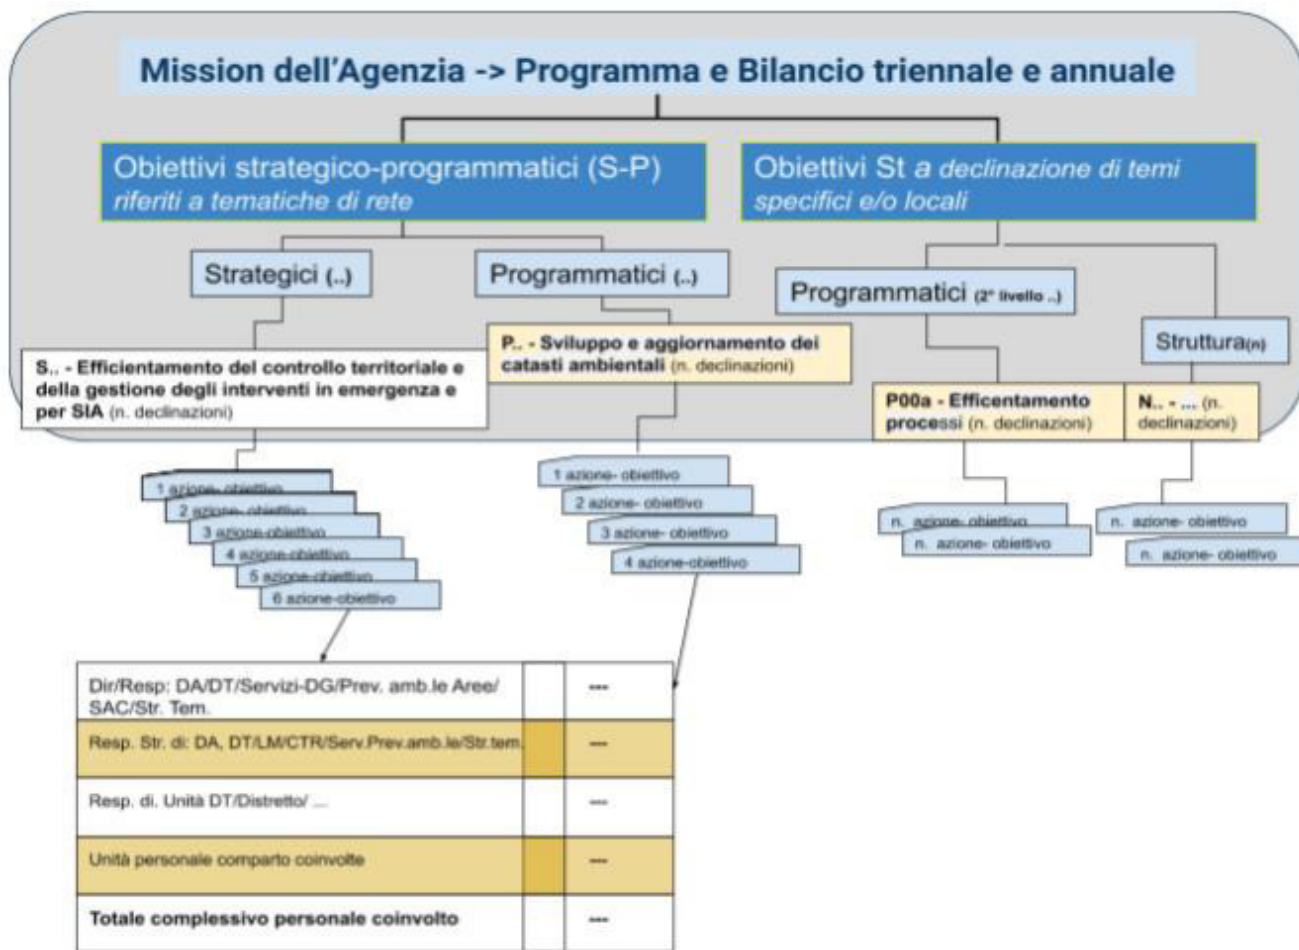 Mission dell'Agenzia -> Programma e Bilancio triennale e annuale
Obiettivi strategico-programmatici (S-P)
riferiti a tematiche di rete
Obiettivi St a declinazione di temi
specifici e/o locali
Strategici (..)
Programmatici (..)
Programmatici (2° livello ..)
Struttura(n)
S.. - Efficientamento del controllo territoriale e
della gestione degli interventi in emergenza e
per SIA (n. declinazioni)
P.. - Sviluppo e aggiornamento dei
catasti ambientali (n. declinazioni)
P00a - Efficentamento
processi (n. declinazioni)
N.. - ... (n.
declinazioni)
1 azione- obiettivo
2 azione- obiettivo
3 azione-obiettivo
4 azione-obiettivo
5 azione-obiettivo
6 azione-obiettivo
1 azione- obiettivo
2 azione- obiettivo
3 azione- obiettivo
4 azione-obiettivo
n. azione- obiettivo
n. azione- obiettivo
n. azione- obiettivo
n. azione- obiettivo
Dir/Resp: DA/DT/Servizi-DG/Prev. amb.le Aree/
SAC/Str. Tem.
---
Resp. Str. di: DA, DT/LM/CTR/Serv.Prev.amb.le/Str.tem.
---
Resp. di. Unità DT/Distretto/ ...
---
Unità personale comparto coinvolte
---
Totale complessivo personale coinvolto
---